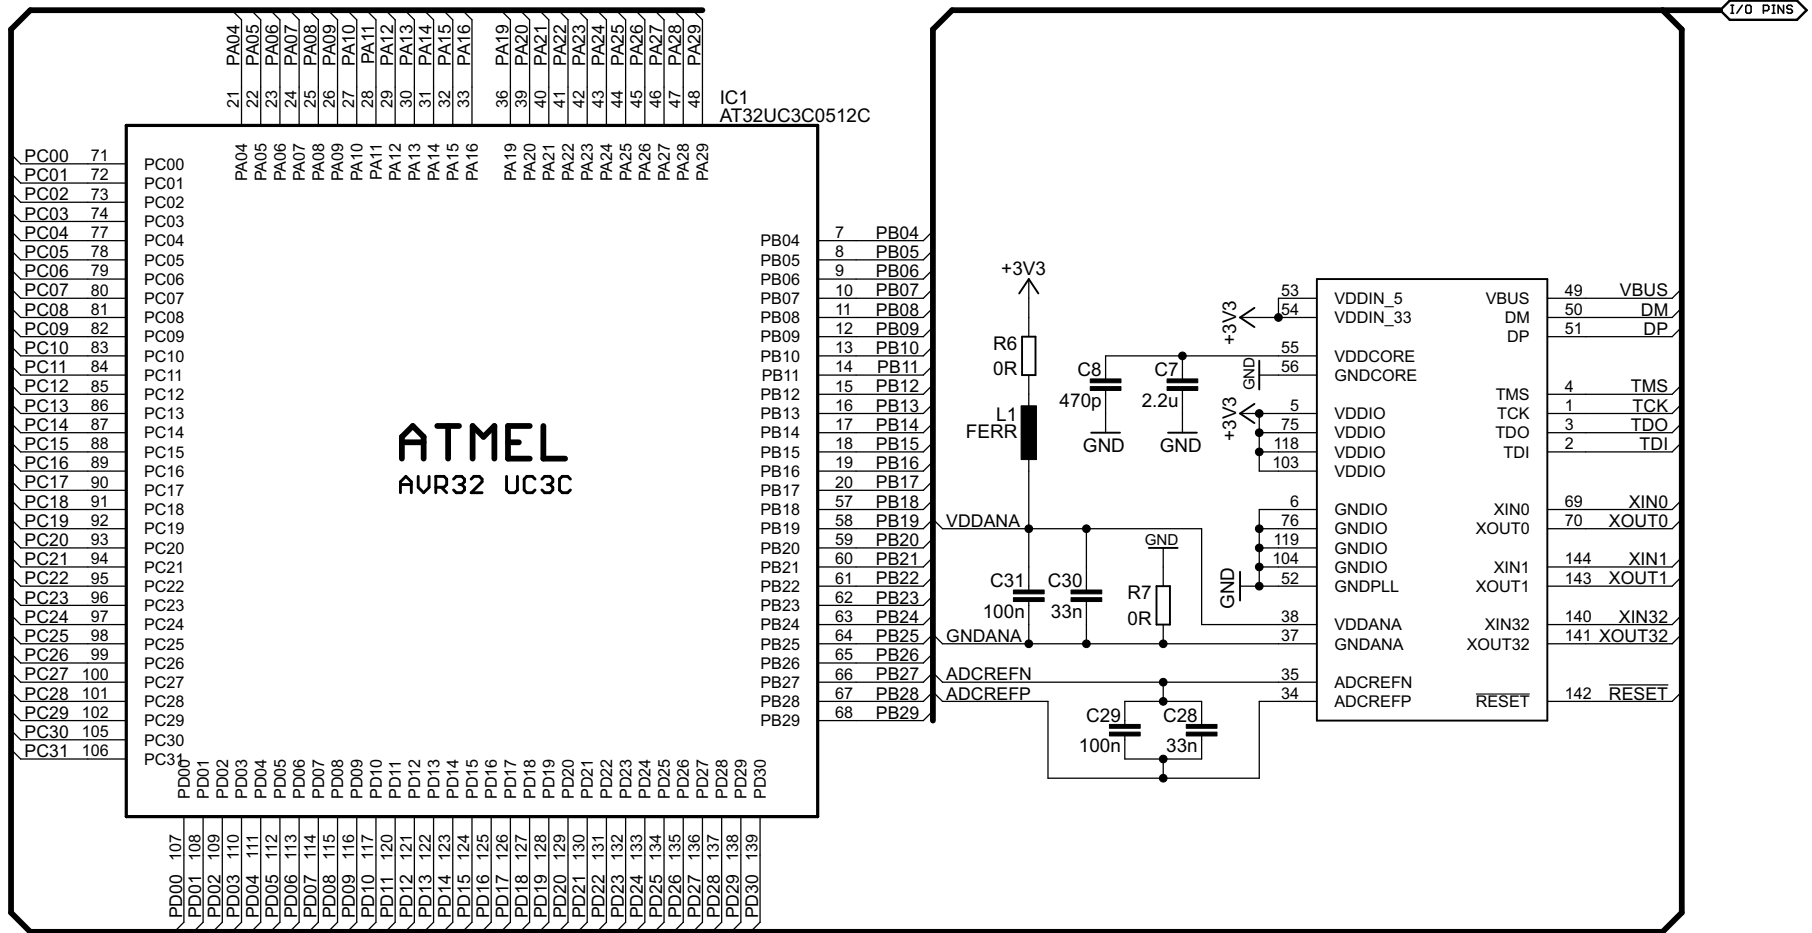 I/O PINS
PA04 PA05 PA06 PA07 PA08 PA09 PA10 PA11 PA12 PA13 PA14 PA15 PA16 PA19 PA20 PA21 PA22 PA23 PA24 PA25 PA26 PA27 PA28 PA29
21 22 23 24 25 26 27 28 29 30 31 32 33 36 39 40 41 42 43 44 45 46 47 48
IC1
AT32UC3C0512C
PA04 PA05 PA06 PA07 PA08 PA09 PA10 PA11 PA12 PA13 PA14 PA15 PA16 PA19 PA20 PA21 PA22 PA23 PA24 PA25 PA26 PA27 PA28 PA29
PC00 71 PC00
PC01 72 PC01
PC02 73 PC02
PC03 74 PC03
PC04 77 PC04
PC05 78 PC05
PC06 79 PC06
PC07 80 PC07
PC08 81 PC08
PC09 82 PC09
PC10 83 PC10
PC11 84 PC11
PC12 85 PC12
PC13 86 PC13
PC14 87 PC14
PC15 88 PC15
PC16 89 PC16
PC17 90 PC17
PC18 91 PC18
PC19 92 PC19
PC20 93 PC20
PC21 94 PC21
PC22 95 PC22
PC23 96 PC23
PC24 97 PC24
PC25 98 PC25
PC26 99 PC26
PC27 100 PC27
PC28 101 PC28
PC29 102 PC29
PC30 105 PC30
PC31 106 PC31
ATMEL
AVR32 UC3C
PB04 7 PB04
PB05 8 PB05
PB06 9 PB06
PB07 10 PB07
PB08 11 PB08
PB09 12 PB09
PB10 13 PB10
PB11 14 PB11
PB12 15 PB12
PB13 16 PB13
PB14 17 PB14
PB15 18 PB15
PB16 19 PB16
PB17 20 PB17
PB18 57 PB18
PB19 58 PB19
PB20 59 PB20
PB21 60 PB21
PB22 61 PB22
PB23 62 PB23
PB24 63 PB24
PB25 64 PB25
PB26 65 PB26
PB27 66 PB27
PB28 67 PB28
PB29 68 PB29
PD00 PD01 PD02 PD03 PD04 PD05 PD06 PD07 PD08 PD09 PD10 PD11 PD12 PD13 PD14 PD15 PD16 PD17 PD18 PD19 PD20 PD21 PD22 PD23 PD24 PD25 PD26 PD27 PD28 PD29 PD30
107 108 109 110 111 112 113 114 115 116 117 120 121 122 123 124 125 126 127 128 129 130 131 132 133 134 135 136 137 138 139
PD00 PD01 PD02 PD03 PD04 PD05 PD06 PD07 PD08 PD09 PD10 PD11 PD12 PD13 PD14 PD15 PD16 PD17 PD18 PD19 PD20 PD21 PD22 PD23 PD24 PD25 PD26 PD27 PD28 PD29 PD30
+3V3
R6
0R
L1
FERR
C8
470p
GND
C7
2.2u
GND
VDDANA
C31
100n
C30
33n
GND
R7
0R
GNDANA
ADCREFN
ADCREFP
C29
100n
C28
33n
+3V3
GND
+3V3
GND
53 VDDIN_5
54 VDDIN_33
55 VDDCORE
56 GNDCORE
5 VDDIO
75 VDDIO
118 VDDIO
103 VDDIO
6 GNDIO
76 GNDIO
119 GNDIO
104 GNDIO
52 GNDPLL
38 VDDANA
37 GNDANA
35 ADCREFN
34 ADCREFP
VBUS 49 VBUS
DM 50 DM
DP 51 DP
TMS 4 TMS
TCK 1 TCK
TDO 3 TDO
TDI 2 TDI
XIN0 69 XIN0
XOUT0 70 XOUT0
XIN1 144 XIN1
XOUT1 143 XOUT1
XIN32 140 XIN32
XOUT32 141 XOUT32
RESET 142 RESET